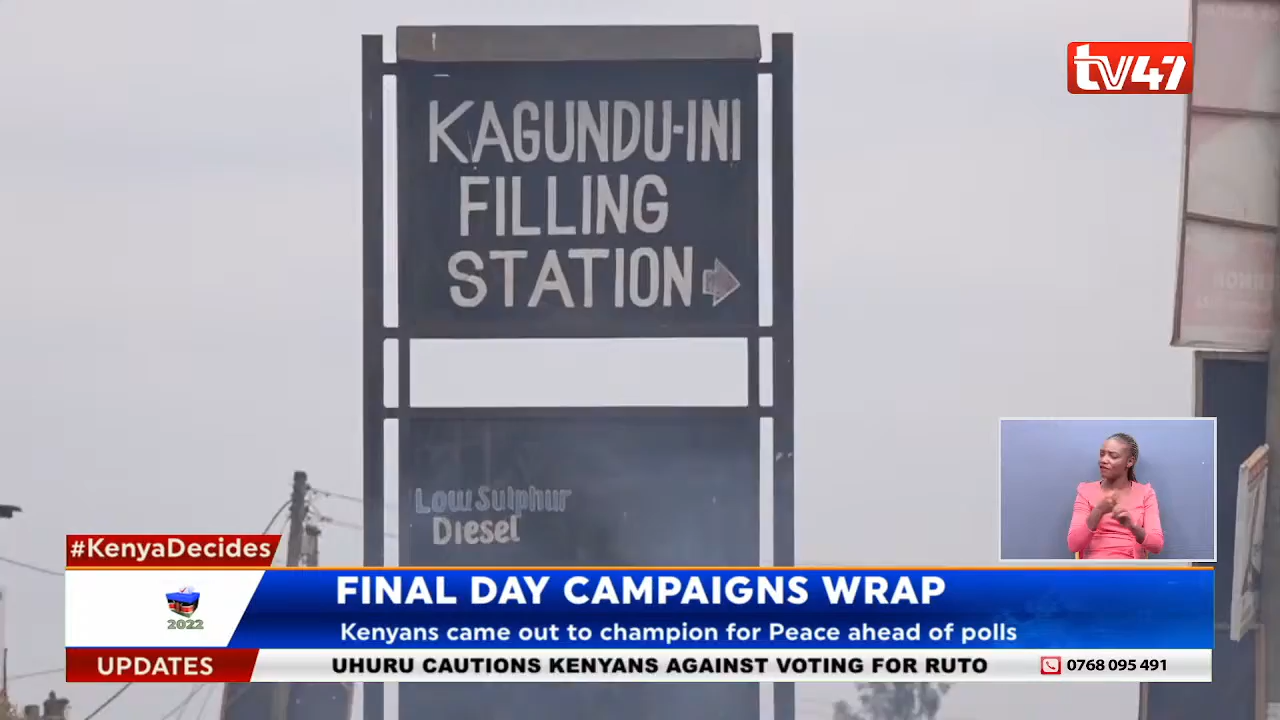 tv47
KAGUNDU-INI
FILLING
STATION
Low Sulphur
Diesel
#KenyaDecides
2022
FINAL DAY CAMPAIGNS WRAP
Kenyans came out to champion for Peace ahead of polls
UPDATES
UHURU CAUTIONS KENYANS AGAINST VOTING FOR RUTO
0768 095 491